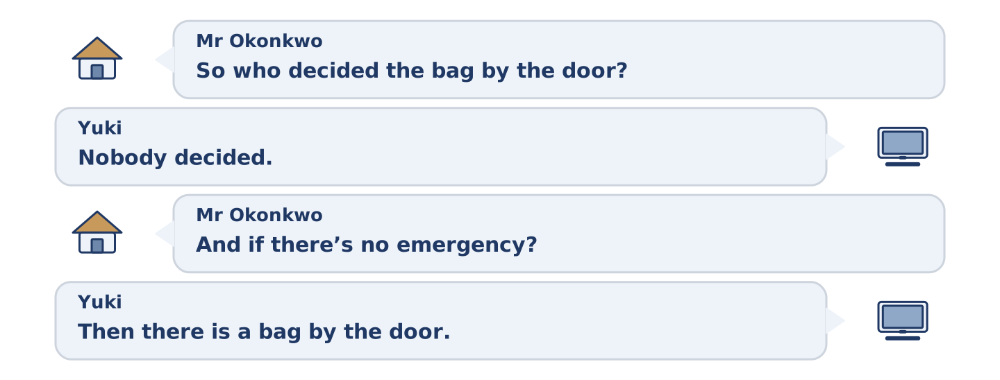 Mr Okonkwo
So who decided the bag by the door?
Yuki
Nobody decided.
Mr Okonkwo
And if there’s no emergency?
Yuki
Then there is a bag by the door.